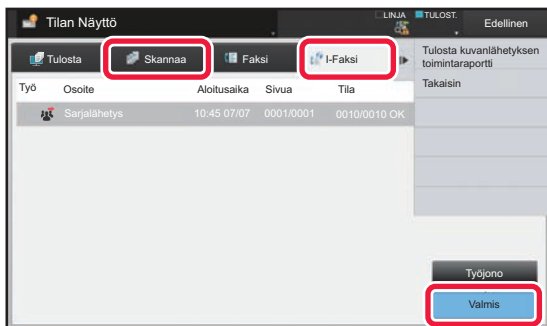 Tilan Näyttö
LINJA
TULOST.
Edellinen
Tulosta
Skannaa
Faksi
I-Faksi
Tulosta kuvanlähetyksen
toimintaraportti
Takaisin
Työ Osoite Aloitusaika Sivua Tila
Sarjalähetys 10:45 07/07 0001/0001 0010/0010 OK
Työjono
Valmis